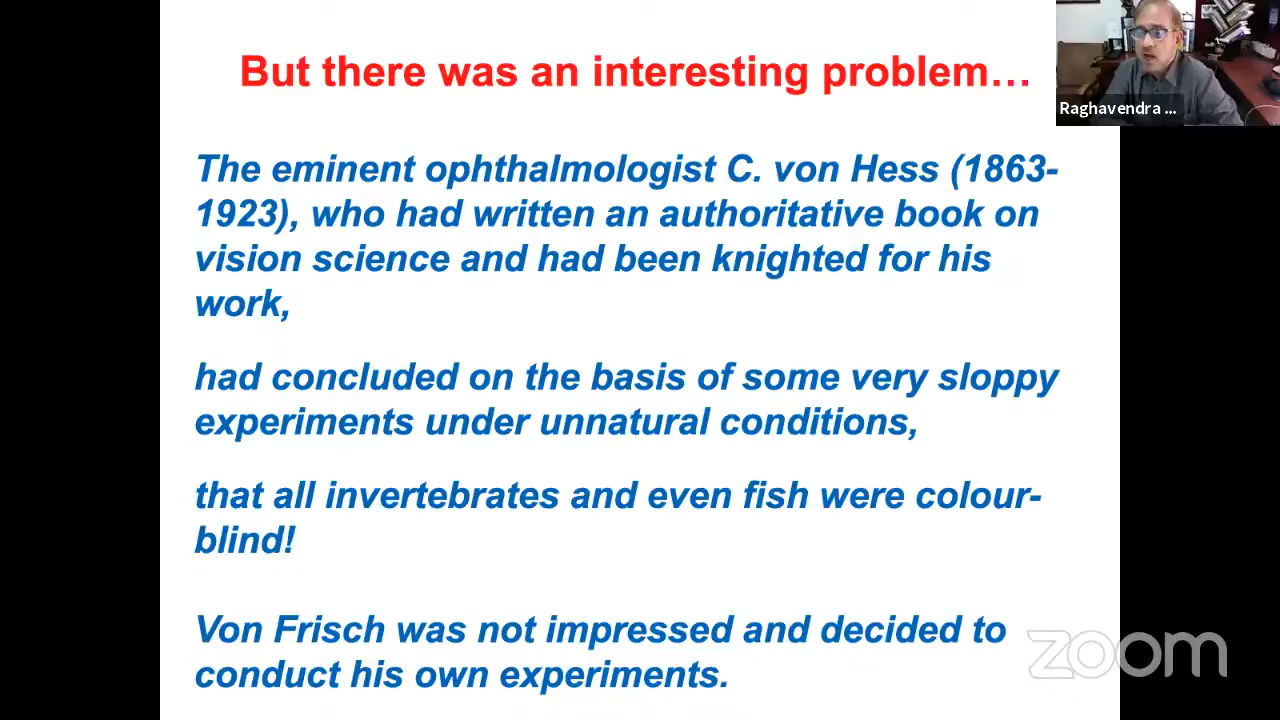 But there was an interesting problem…
Raghavendra ...
The eminent ophthalmologist C. von Hess (1863-
1923), who had written an authoritative book on
vision science and had been knighted for his
work,
had concluded on the basis of some very sloppy
experiments under unnatural conditions,
that all invertebrates and even fish were colour-
blind!
Von Frisch was not impressed and decided to
conduct his own experiments.
zoom